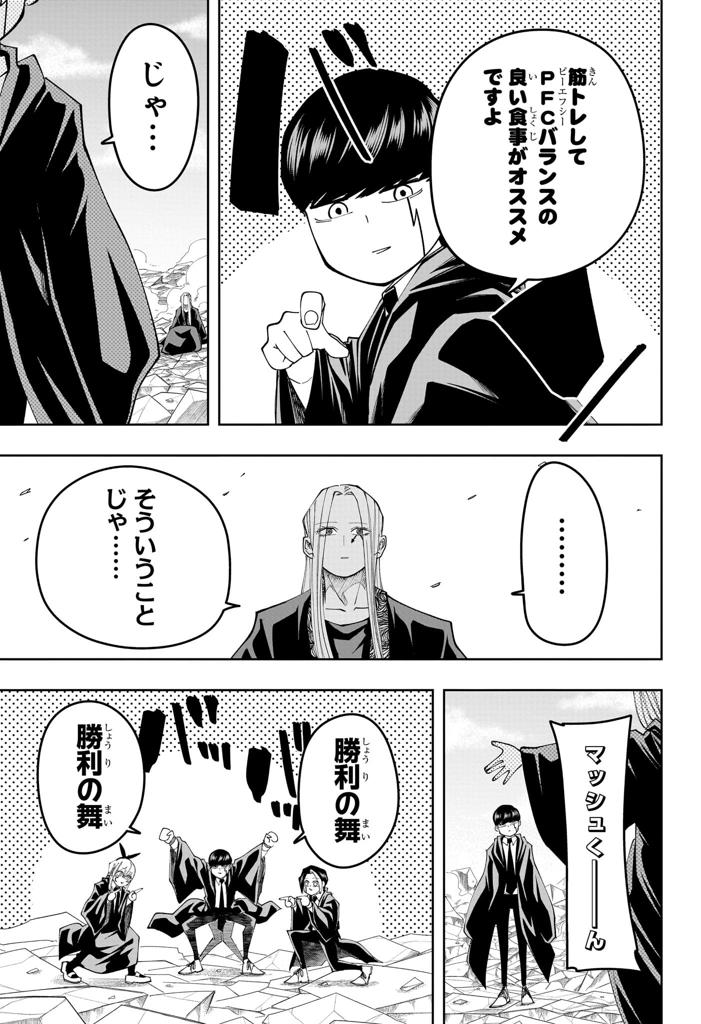 筋トレして
PFCバランスの
良い食事がオススメ
ですよ
じゃ…
………
そういうこと
じゃ……
マッシュくーーん
勝利の舞
勝利の舞